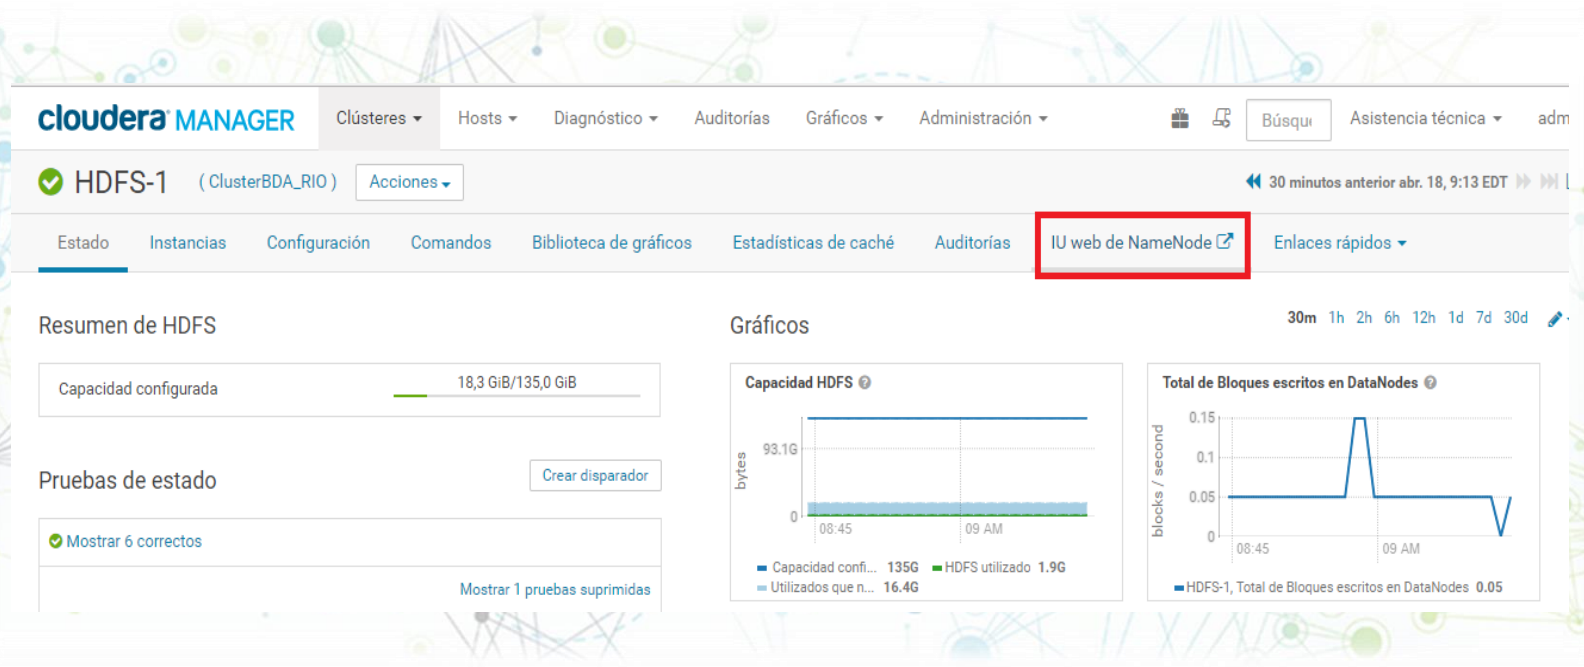 cloudera MANAGER Clústeres Hosts Diagnóstico Auditorías Gráficos Administración Búsqu Asistencia técnica adm
HDFS-1 ( ClusterBDA_RIO ) Acciones 30 minutos anterior abr. 18, 9:13 EDT
Estado Instancias Configuración Comandos Biblioteca de gráficos Estadísticas de caché Auditorías IU web de NameNode Enlaces rápidos
Resumen de HDFS
Capacidad configurada 18,3 GiB/135,0 GiB
Pruebas de estado Crear disparador
Mostrar 6 correctos
Mostrar 1 pruebas suprimidas
Gráficos 30m 1h 2h 6h 12h 1d 7d 30d
Capacidad HDFS
bytes
93.1G
0
08:45 09 AM
Capacidad confi... 135G HDFS utilizado 1.9G
Utilizados que n... 16.4G
Total de Bloques escritos en DataNodes
blocks / second
0.15
0.1
0.05
0
08:45 09 AM
HDFS-1, Total de Bloques escritos en DataNodes 0.05